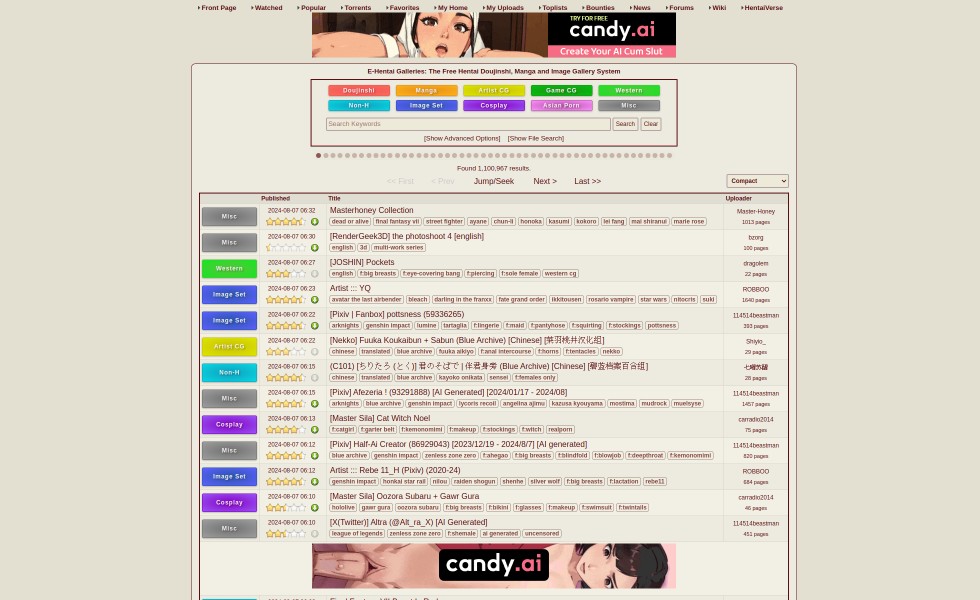 Front Page Watched Popular Torrents Favorites My Home My Uploads Toplists Bounties News Forums Wiki HentaiVerse
TRY FOR FREE
candy.ai
Create Your AI Cum Slut
E-Hentai Galleries: The Free Hentai Doujinshi, Manga and Image Gallery System
Doujinshi Manga Artist CG Game CG Western
Non-H Image Set Cosplay Asian Porn Misc
Search Keywords Search Clear
[Show Advanced Options] [Show File Search]
Found 1,100,967 results.
<< First < Prev Jump/Seek Next > Last >> Compact
Published Title Uploader
Misc 2024-08-07 06:32 Masterhoney Collection Master-Honey
dead or alive final fantasy vii street fighter ayane chun-li honoka kasumi kokoro lei fang mai shiranui marie rose 1013 pages
Misc 2024-08-07 06:30 [RenderGeek3D] the photoshoot 4 [english] bzorg
english 3d multi-work series 100 pages
Western 2024-08-07 06:27 [JOSHIN] Pockets dragolem
english f:big breasts f:eye-covering bang f:piercing f:sole female western cg 22 pages
Image Set 2024-08-07 06:23 Artist ::: YQ ROBBOO
avatar the last airbender bleach darling in the franxx fate grand order ikkitousen rosario vampire star wars nitocris suki 1640 pages
Image Set 2024-08-07 06:22 [Pixiv | Fanbox] pottsness (59336265) 114514beastman
arknights genshin impact lumine tartaglia f:lingerie f:maid f:pantyhose f:squirting f:stockings pottsness 393 pages
Artist CG 2024-08-07 06:22 [Nekko] Fuuka Koukaibun + Sabun (Blue Archive) [Chinese] [葉羽桃井汉化组] Shiyio_
chinese translated blue archive fuuka aikiyo f:anal intercourse f:horns f:tentacles nekko 29 pages
Non-H 2024-08-07 06:15 (C101) [ちりたろ (とく)] 君のそばで | 伴君身旁 (Blue Archive) [Chinese] [碧蓝档案百合组]
chinese translated blue archive kayoko onikata sensei f:females only 26 pages
Misc 2024-08-07 06:15 [Pixiv] Afezeria ! (93291888) [AI Generated] [2024/01/17 - 2024/08] 114514beastman
arknights blue archive genshin impact lycoris recoil angelina ajimu kazusa kyouyama mostima mudrock muelsyse 1457 pages
Cosplay 2024-08-07 06:13 [Master Sila] Cat Witch Noel carradio2014
f:catgirl f:garter belt f:kemonomimi f:makeup f:stockings f:witch realporn 75 pages
Misc 2024-08-07 06:12 [Pixiv] Half-Ai Creator (86929043) [2023/12/19 - 2024/8/7] [AI generated] 114514beastman
blue archive genshin impact zenless zone zero f:ahegao f:big breasts f:blindfold f:blowjob f:deepthroat f:kemonomimi 820 pages
Image Set 2024-08-07 06:12 Artist ::: Rebe 11_H (Pixiv) (2020-24) ROBBOO
genshin impact honkai star rail nilou raiden shogun shenhe silver wolf f:big breasts f:lactation rebe11 684 pages
Cosplay 2024-08-07 06:10 [Master Sila] Oozora Subaru + Gawr Gura carradio2014
hololive gawr gura oozora subaru f:big breasts f:bikini f:glasses f:makeup f:swimsuit f:twintails 46 pages
Misc 2024-08-07 06:10 [X(Twitter)] Altra (@Alt_ra_X) [AI Generated] 114514beastman
league of legends zenless zone zero f:shemale ai generated uncensored 451 pages
candy.ai